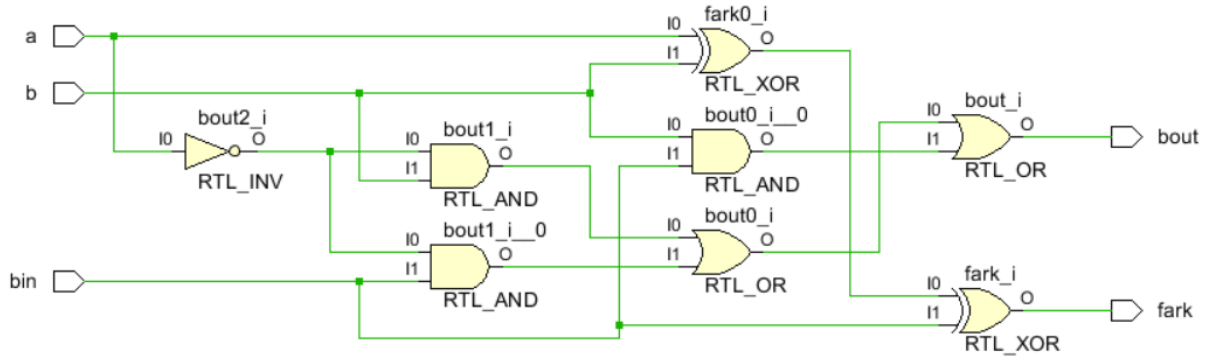 fark0_i
a
I0
O
I1
b
RTL_XOR
bout2_i
bout1_i
bout0_i__0
bout_i
I0
O
I0
O
I0
O
I0
O
I1
I1
I1
bout
RTL_INV
RTL_AND
RTL_AND
RTL_OR
bout1_i__0
bout0_i
I0
O
I0
O
fark_i
bin
I1
I1
I0
O
RTL_AND
RTL_OR
I1
fark
RTL_XOR